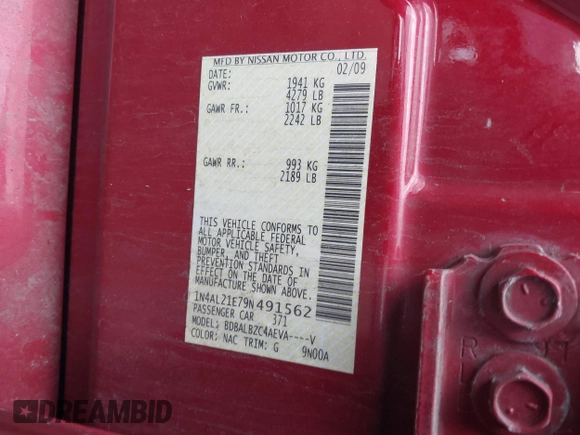 MFD BY NISSAN MOTOR CO., LTD.
DATE: 02/09
GVWR: 1941 KG
4279 LB
GAWR FR.: 1017 KG
2242 LB
GAWR RR.: 993 KG
2189 LB
THIS VEHICLE CONFORMS TO
ALL APPLICABLE FEDERAL
MOTOR VEHICLE SAFETY,
BUMPER, AND THEFT
PREVENTION STANDARDS IN
EFFECT ON THE DATE OF
MANUFACTURE SHOWN ABOVE.
1N4AL21E79N491562
PASSENGER CAR 371
MODEL: BDBALB2C4AEVA----V
COLOR: NAC TRIM: G 9N00A
DREAMBID